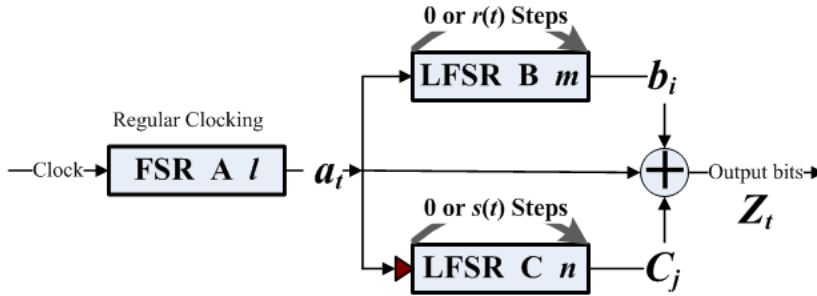 0 or r(t) Steps
LFSR B m
b_i
Regular Clocking
Clock
FSR A l
a_t
+
Output bits
Z_t
0 or s(t) Steps
LFSR C n
C_j